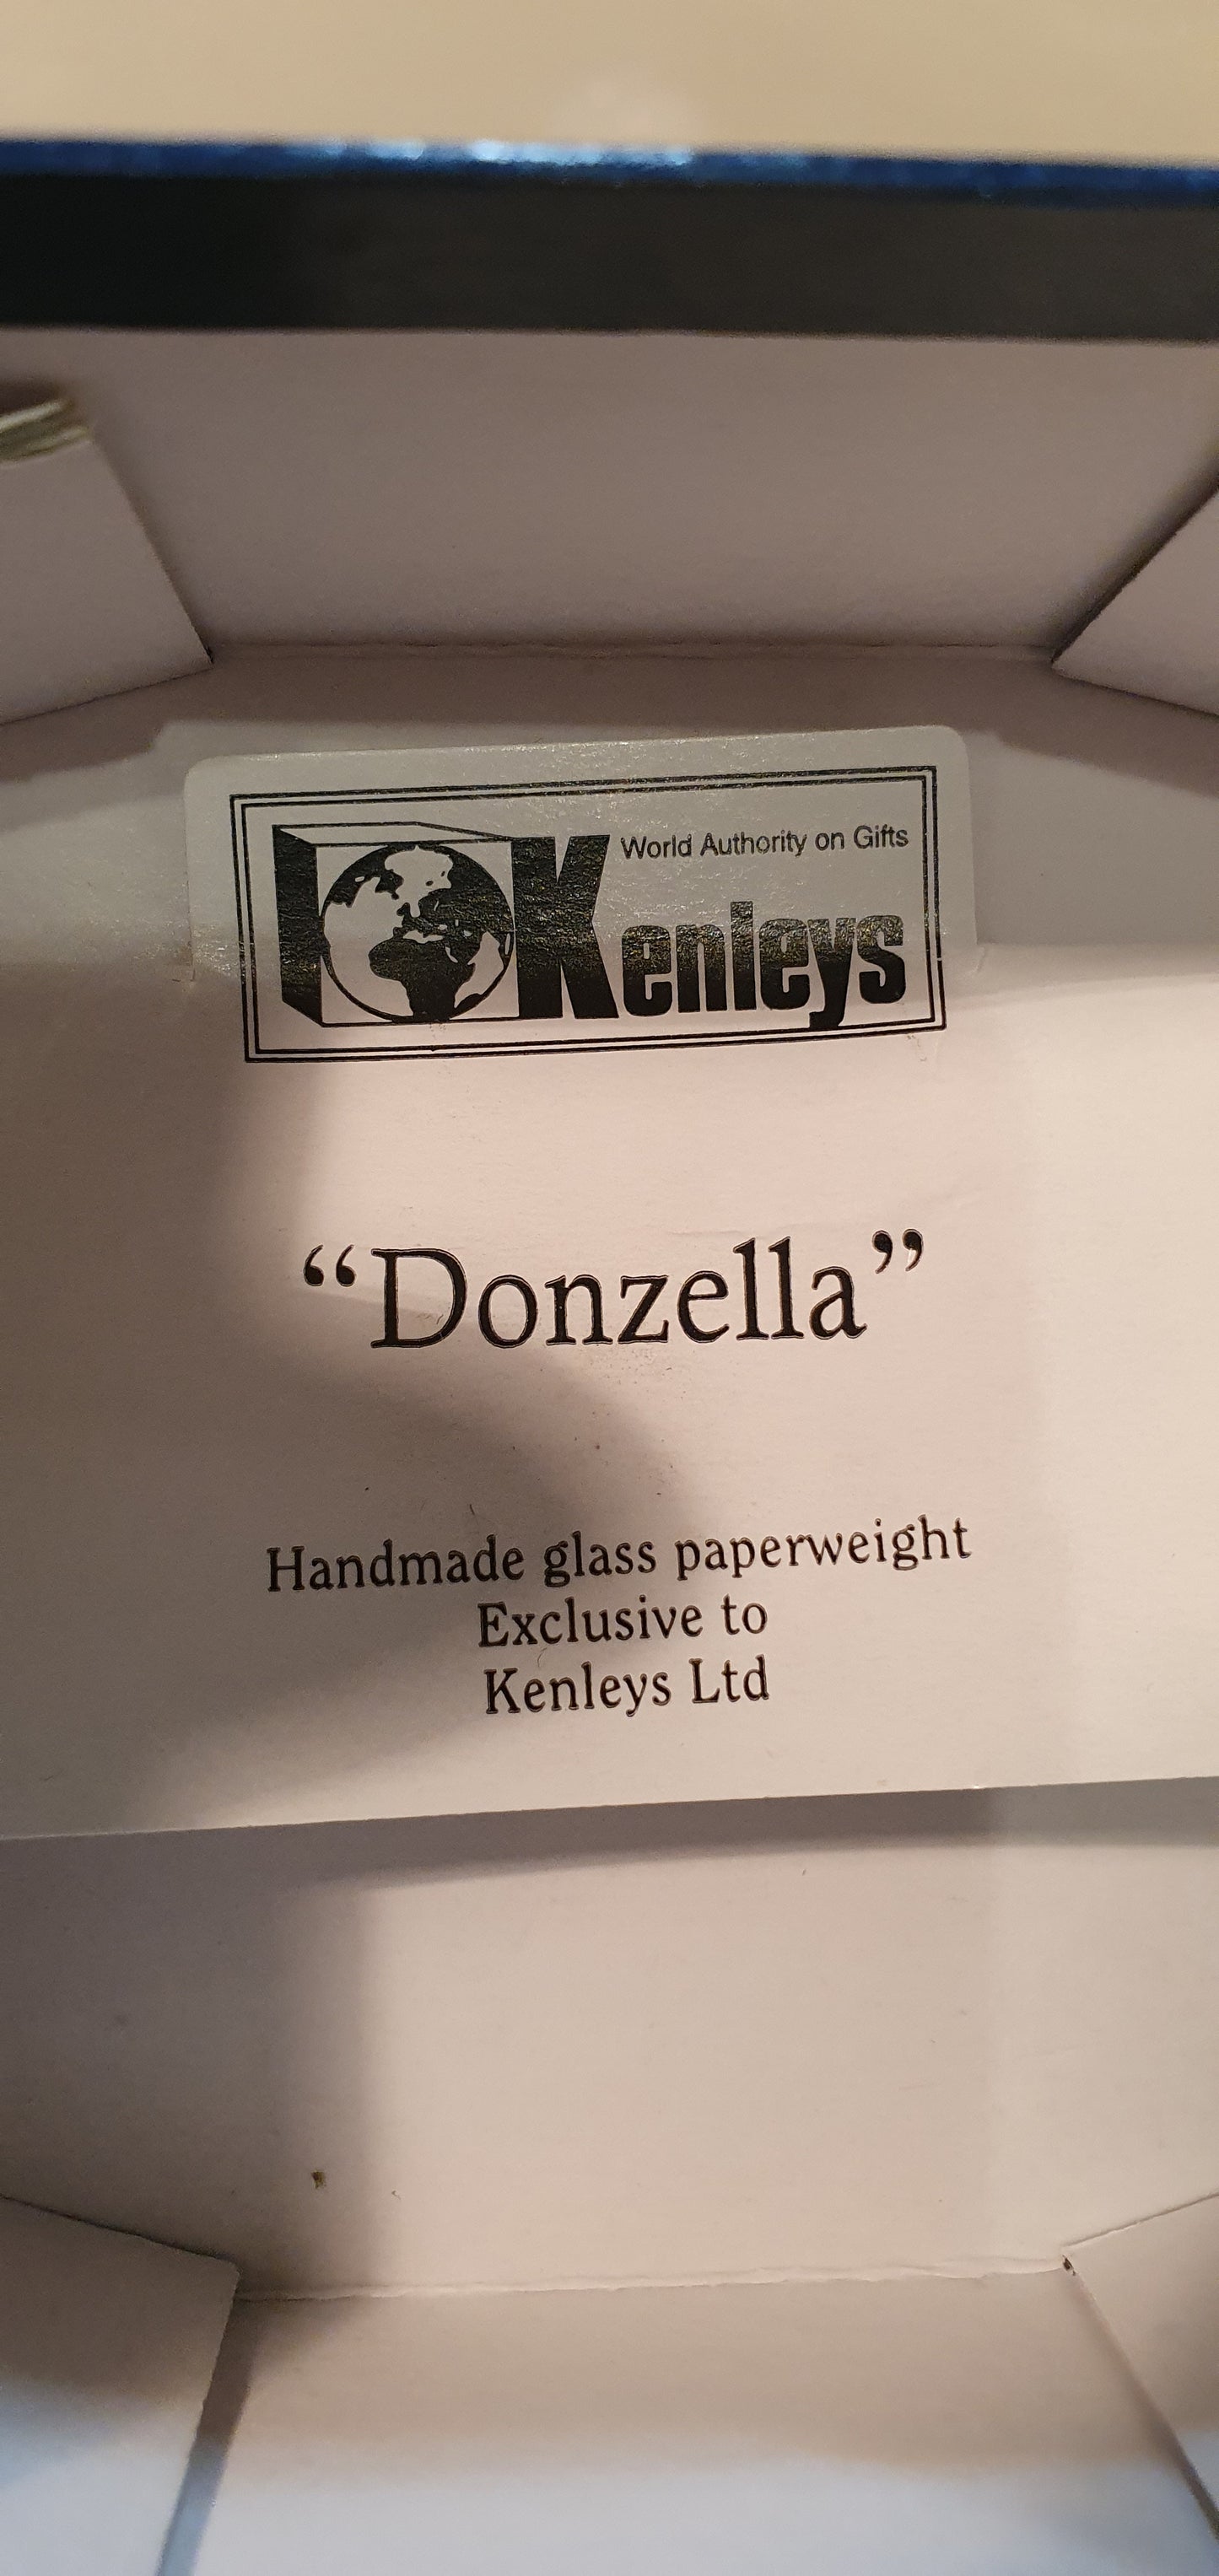 World Authority on Gifts
Kenleys
“Donzella”
Handmade glass paperweight
Exclusive to
Kenleys Ltd